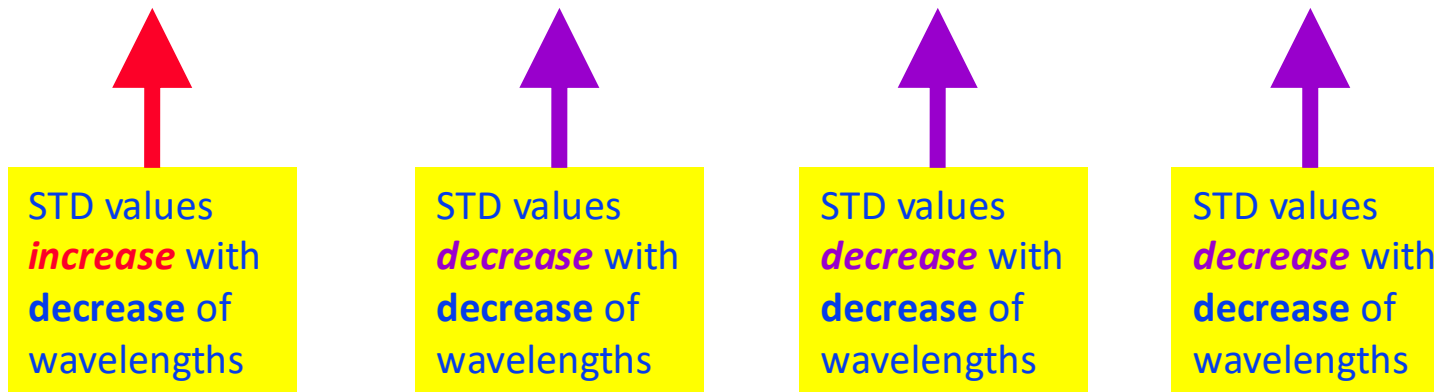 STD values
increase with
decrease of
wavelengths
STD values
decrease with
decrease of
wavelengths
STD values
decrease with
decrease of
wavelengths
STD values
decrease with
decrease of
wavelengths